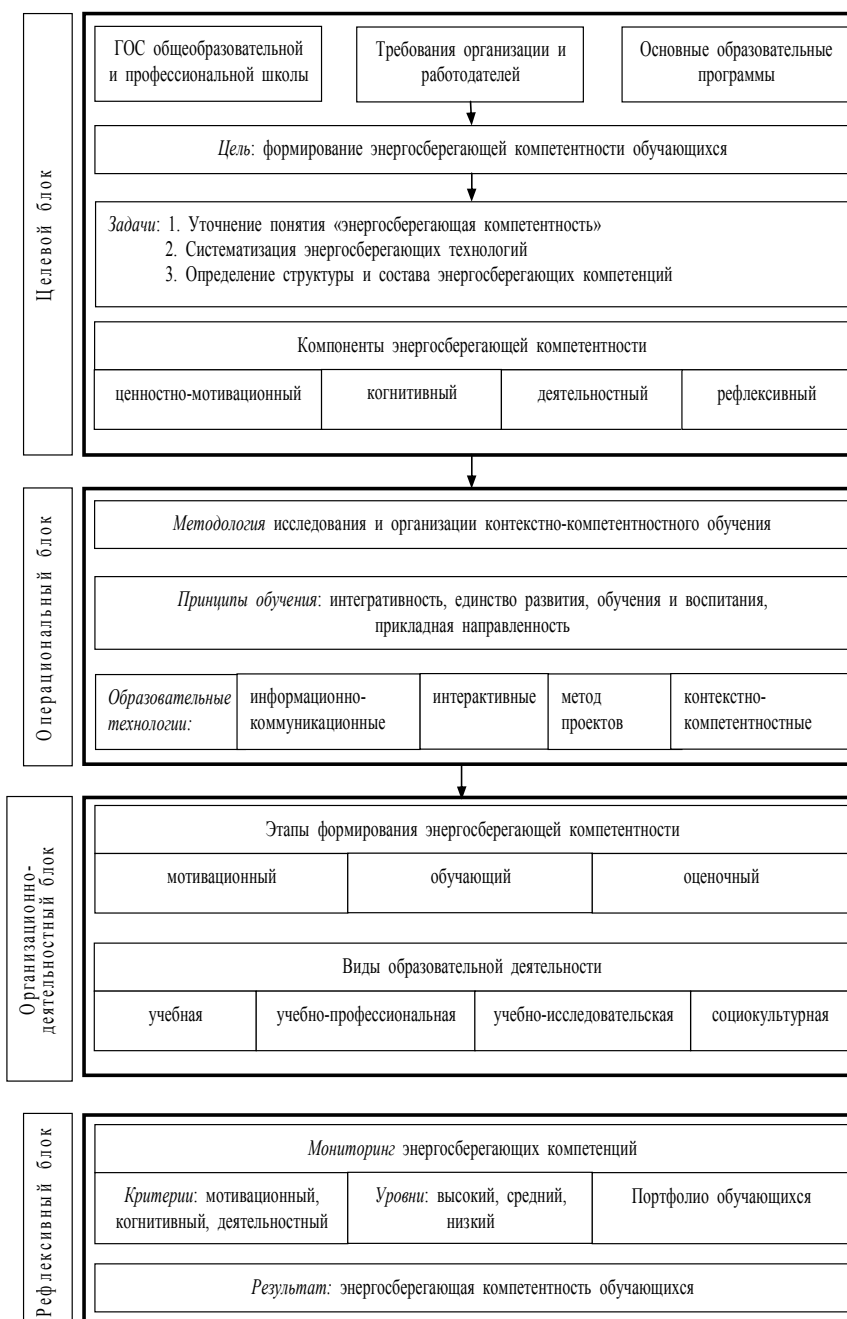 Целевой блок
ГОС общеобразовательной
и профессиональной школы
Требования организации и
работодателей
Основные образовательные
программы
Цель: формирование энергосберегающей компетентности обучающихся
Задачи: 1. Уточнение понятия «энергосберегающая компетентность»
2. Систематизация энергосберегающих технологий
3. Определение структуры и состава энергосберегающих компетенций
Компоненты энергосберегающей компетентности
ценностно-мотивационный
когнитивный
деятельностный
рефлексивный
Операциональный блок
Методология исследования и организации контекстно-компетентностного обучения
Принципы обучения: интегративность, единство развития, обучения и воспитания,
прикладная направленность
Образовательные
технологии:
информационно-
коммуникационные
интерактивные
метод
проектов
контекстно-
компетентностные
Организационно-
деятельностный блок
Этапы формирования энергосберегающей компетентности
мотивационный
обучающий
оценочный
Виды образовательной деятельности
учебная
учебно-профессиональная
учебно-исследовательская
социокультурная
Рефлексивный блок
Мониторинг энергосберегающих компетенций
Критерии: мотивационный,
когнитивный, деятельностный
Уровни: высокий, средний,
низкий
Портфолио обучающихся
Результат: энергосберегающая компетентность обучающихся